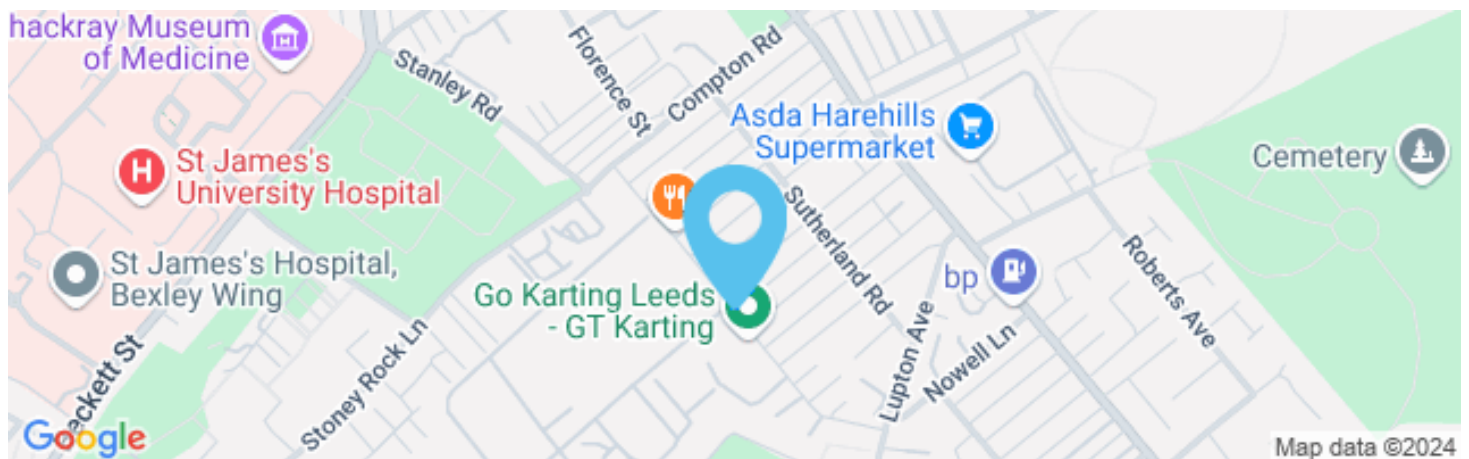 hackray Museum
of Medicine
Stanley Rd
Florence St
Compton Rd
Asda Harehills
Supermarket
Cemetery
St James's
University Hospital
Sutherland Rd
St James's Hospital,
Bexley Wing
Go Karting Leeds
- GT Karting
bp
Roberts Ave
Lupton Ave
Nowell Ln
Stoney Rock Ln
eckett St
Google
Map data ©2024